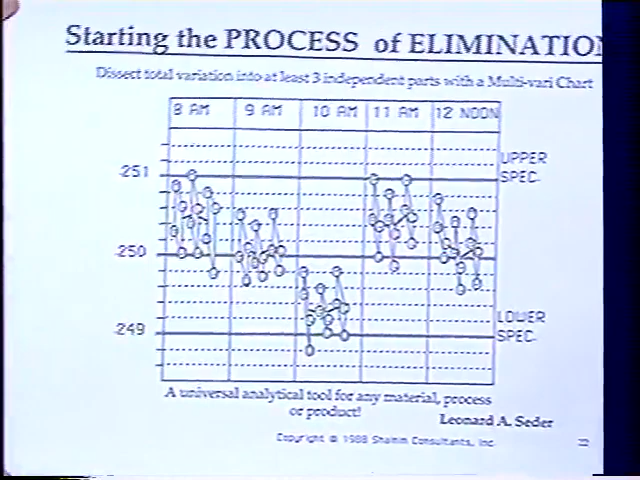 Starting the PROCESS of ELIMINATION
Dissect total variation into at least 3 independent parts with a Multi-vari Chart
8 AM 9 AM 10 AM 11 AM 12 NOON
UPPER
.251 SPEC.
.250
LOWER
.249 SPEC.
A universal analytical tool for any material, process
or product!
Leonard A. Seder
Copyright © 1988 Shainin Consultants, Inc.
22